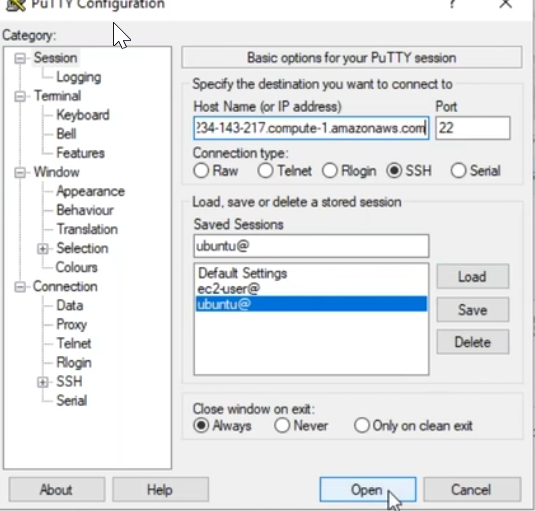 PuTTY Configuration
?
X
Category:
Session
Logging
Terminal
Keyboard
Bell
Features
Window
Appearance
Behaviour
Translation
Selection
Colours
Connection
Data
Proxy
Telnet
Rlogin
SSH
Serial
Basic options for your PuTTY session
Specify the destination you want to connect to
Host Name (or IP address) Port
234-143-217.compute-1.amazonaws.com 22
Connection type:
Raw Telnet Rlogin SSH Serial
Load, save or delete a stored session
Saved Sessions
ubuntu@
Default Settings
ec2-user@
ubuntu@
Load
Save
Delete
Close window on exit:
Always Never Only on clean exit
About Help Open Cancel